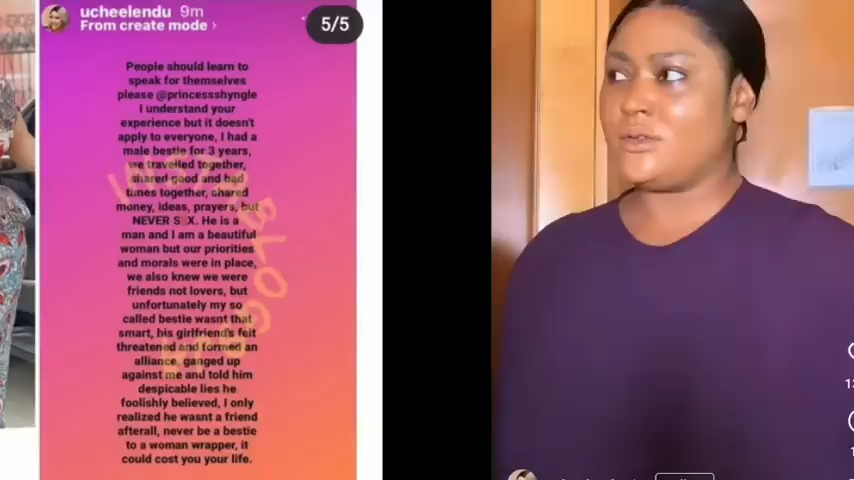 ucheelendu 9m
From create mode ›
5/5
People should learn to
speak for themselves
please @princessshyngle
I understand your
experience but it doesn't
apply to everyone, I had a
male bestie for 3 years,
we travelled together,
shared good and bad
times together, shared
money, ideas, prayers, but
NEVER S X. He is a
man and I am a beautiful
woman but our priorities
and morals were in place,
we also knew we were
friends not lovers, but
unfortunately my so
called bestie wasnt that
smart, his girlfriends felt
threatened and formed an
alliance, ganged up
against me and told him
despicable lies he
foolishly believed, I only
realized he wasnt a friend
afterall, never be a bestie
to a woman wrapper, it
could cost you your life.